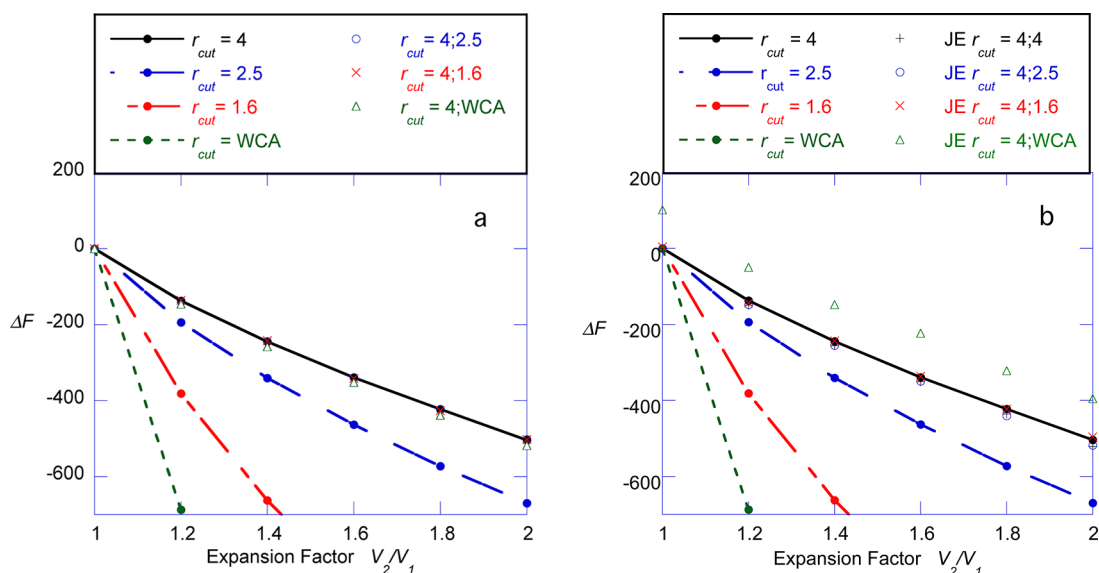 r_cut = 4
r_cut = 4;2.5
r_cut = 2.5
r_cut = 4;1.6
r_cut = 1.6
r_cut = 4;WCA
r_cut = WCA
200
a
0
ΔF
-200
-400
-600
1 1.2 1.4 1.6 1.8 2
Expansion Factor V_2/V_1
r_cut = 4
JE r_cut = 4;4
r_cut = 2.5
JE r_cut = 4;2.5
r_cut = 1.6
JE r_cut = 4;1.6
r_cut = WCA
JE r_cut = 4;WCA
200
b
0
ΔF
-200
-400
-600
1 1.2 1.4 1.6 1.8 2
Expansion Factor V_2/V_1